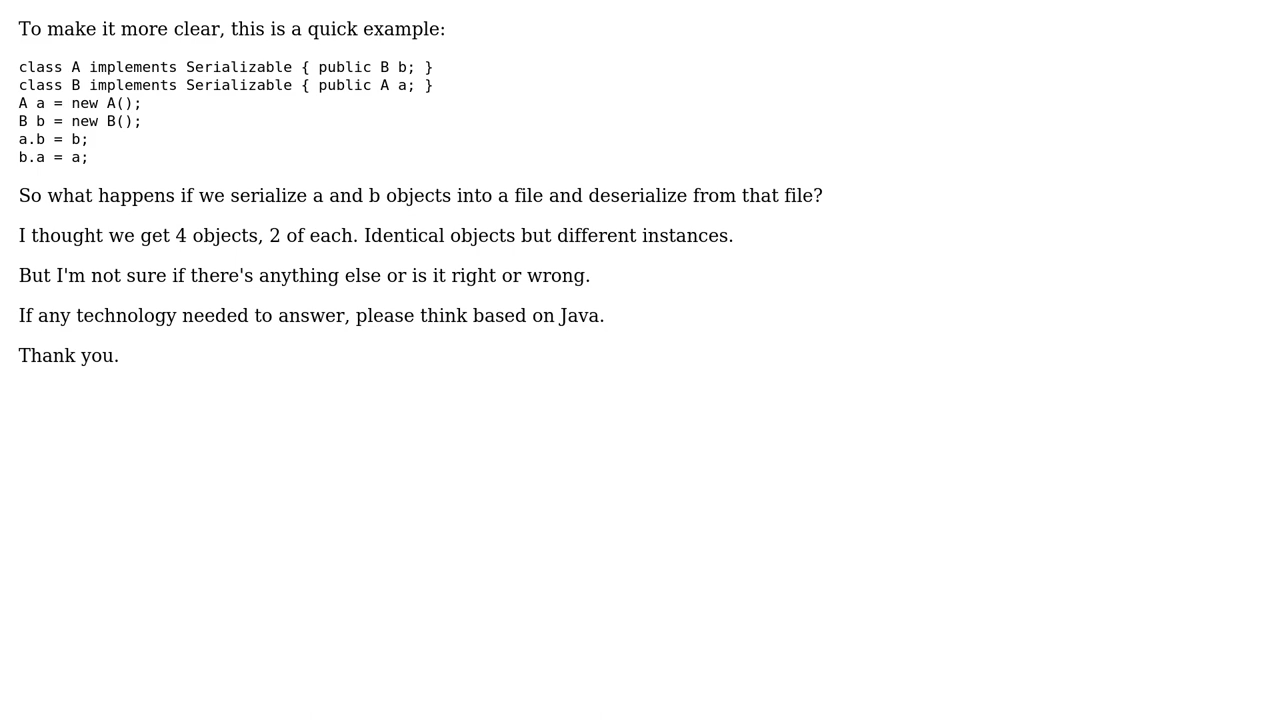 To make it more clear, this is a quick example:
class A implements Serializable { public B b; }
class B implements Serializable { public A a; }
A a = new A();
B b = new B();
a.b = b;
b.a = a;
So what happens if we serialize a and b objects into a file and deserialize from that file?
I thought we get 4 objects, 2 of each. Identical objects but different instances.
But I'm not sure if there's anything else or is it right or wrong.
If any technology needed to answer, please think based on Java.
Thank you.